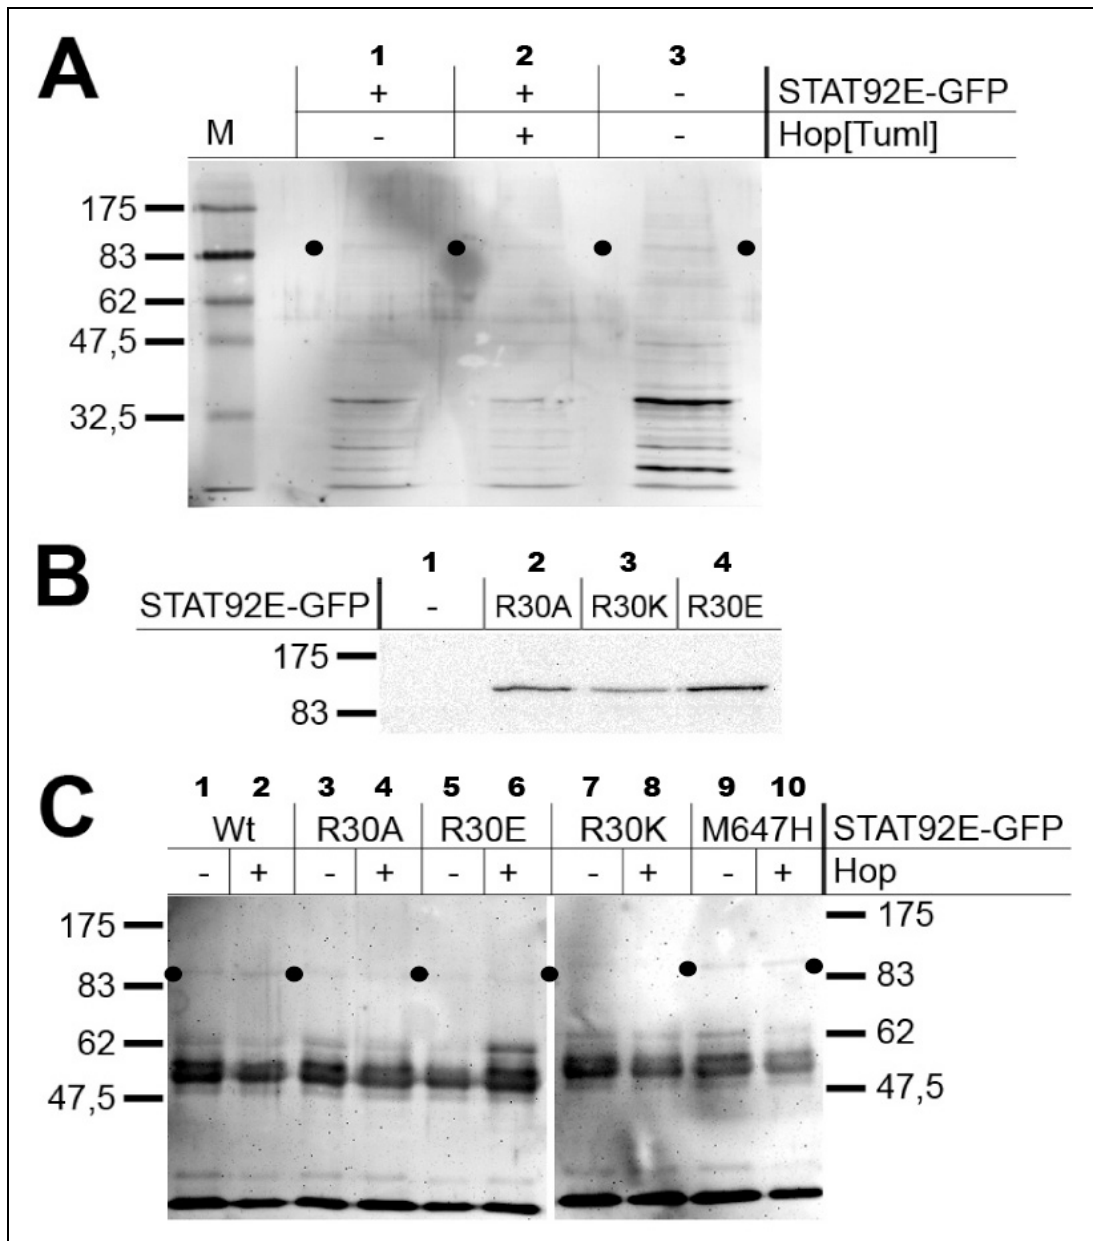 A
1 2 3
+ + - STAT92E-GFP
M - + - Hop[Tuml]
175
83
62
47,5
32,5
B
1 2 3 4
STAT92E-GFP - R30A R30K R30E
175
83
C
1 2 3 4 5 6 7 8 9 10
Wt R30A R30E R30K M647H STAT92E-GFP
- + - + - + - + - + Hop
175 175
83 83
62 62
47,5 47,5